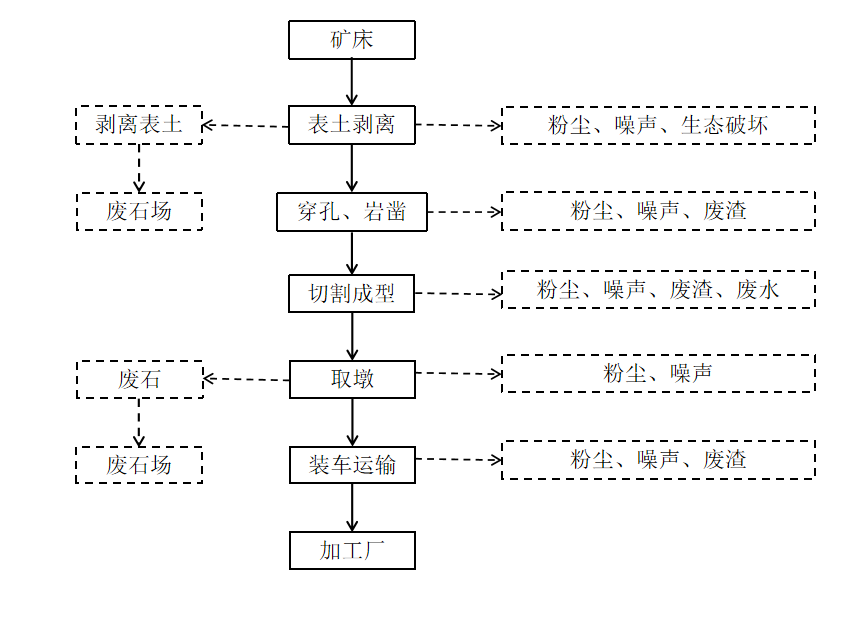 矿床
剥离表土
表土剥离
粉尘、噪声、生态破坏
废石场
穿孔、岩凿
粉尘、噪声、废渣
切割成型
粉尘、噪声、废渣、废水
废石
取墩
粉尘、噪声
废石场
装车运输
粉尘、噪声、废渣
加工厂